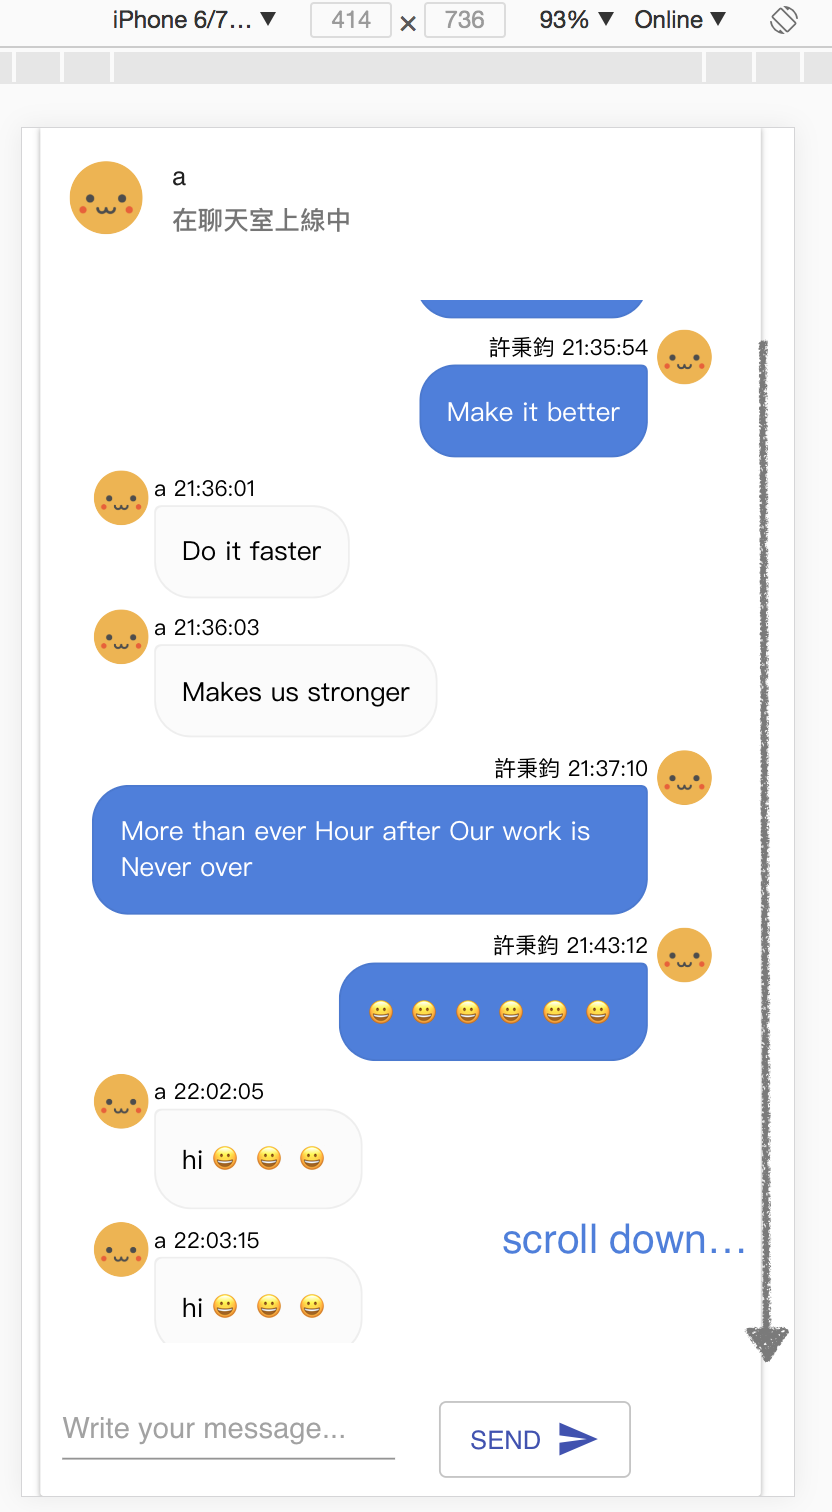 iPhone 6/7… ▼ 414 × 736 93% ▼ Online ▼
a
在聊天室上線中
許秉鈞 21:35:54
Make it better
a 21:36:01
Do it faster
a 21:36:03
Makes us stronger
許秉鈞 21:37:10
More than ever Hour after Our work is
Never over
許秉鈞 21:43:12
😀 😀 😀 😀 😀 😀
a 22:02:05
hi 😀 😀 😀
scroll down...
a 22:03:15
hi 😀 😀 😀
Write your message...
SEND